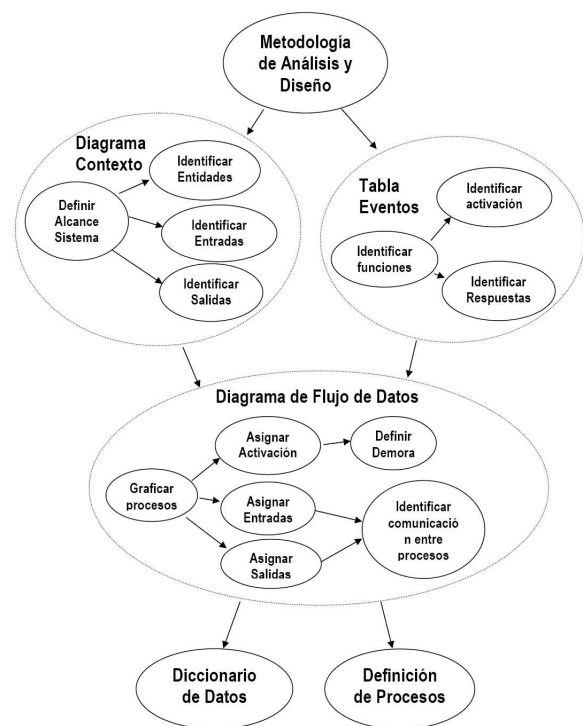 Metodología
de Análisis y
Diseño
Diagrama
Contexto
Identificar
Entidades
Definir
Alcance
Sistema
Identificar
Entradas
Identificar
Salidas
Tabla
Eventos
Identificar
activación
Identificar
funciones
Identificar
Respuestas
Diagrama de Flujo de Datos
Asignar
Activación
Definir
Demora
Graficar
procesos
Asignar
Entradas
Asignar
Salidas
Identificar
comunicació
n entre
procesos
Diccionario
de Datos
Definición
de Procesos